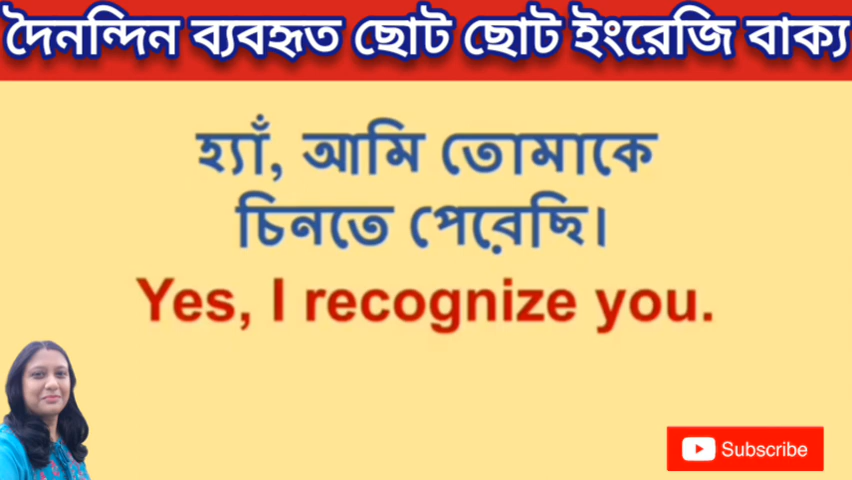 দৈনন্দিন ব্যবহৃত ছোট ছোট ইংরেজি বাক্য
হ্যাঁ, আমি তোমাকে
চিনতে পেরেছি।
Yes, I recognize you.
Subscribe